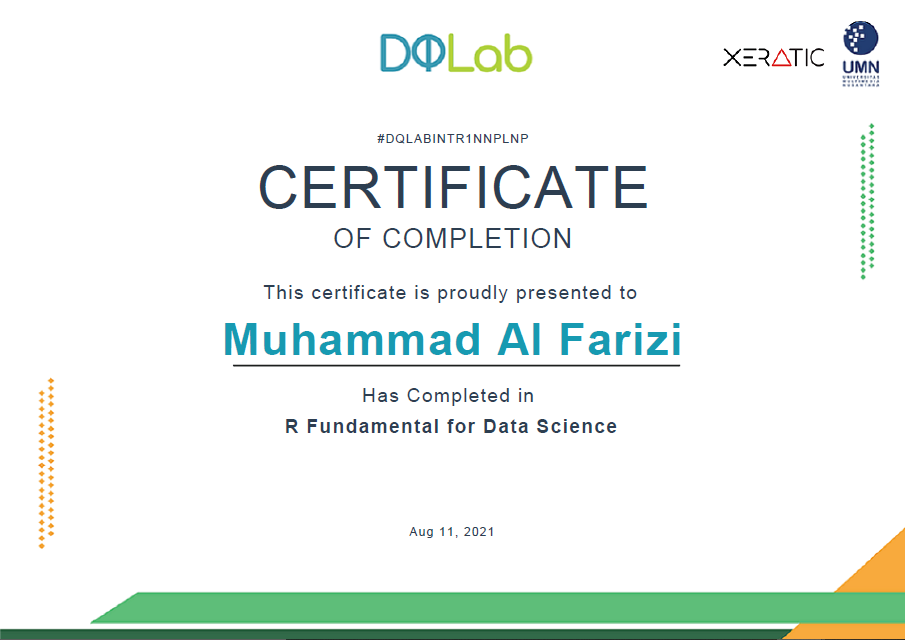 DQLab
XERATIC
UMN
UNIVERSITAS
MULTIMEDIA
NUSANTARA
#DQLABINTR1NNPLNP
CERTIFICATE
OF COMPLETION
This certificate is proudly presented to
Muhammad Al Farizi
Has Completed in
R Fundamental for Data Science
Aug 11, 2021